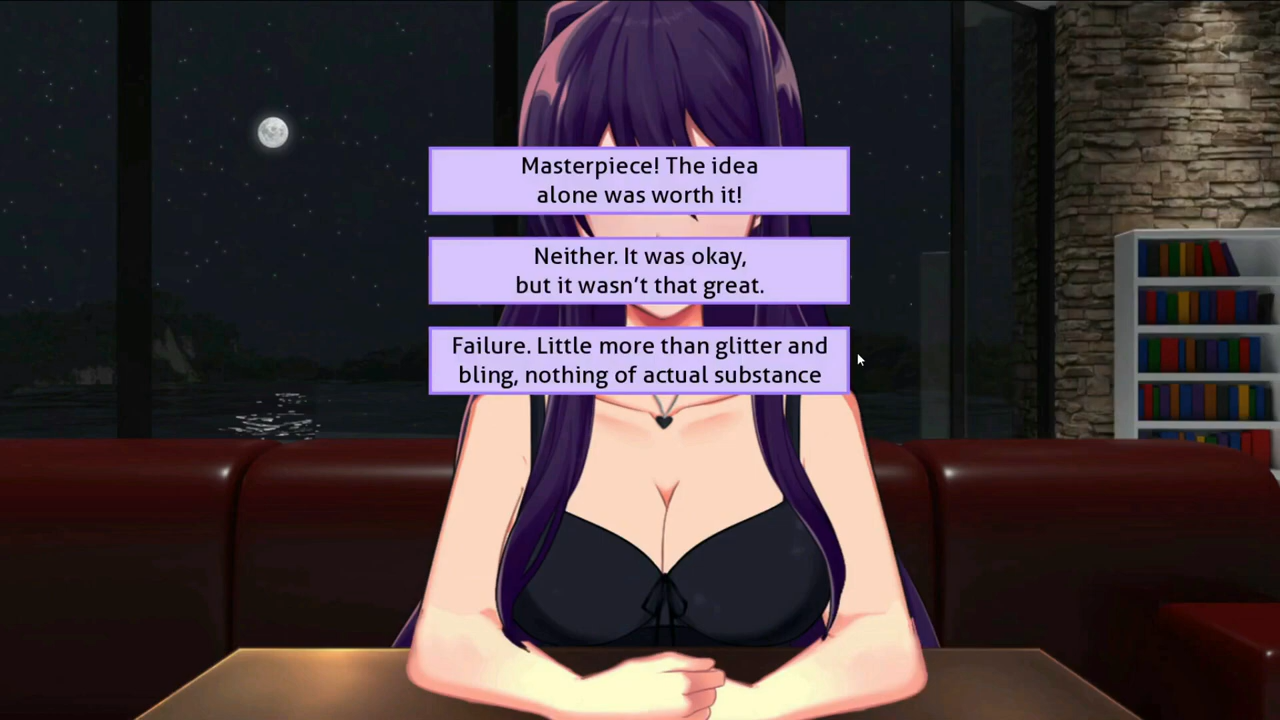 Masterpiece! The idea
alone was worth it!
Neither. It was okay,
but it wasn’t that great.
Failure. Little more than glitter and
bling, nothing of actual substance